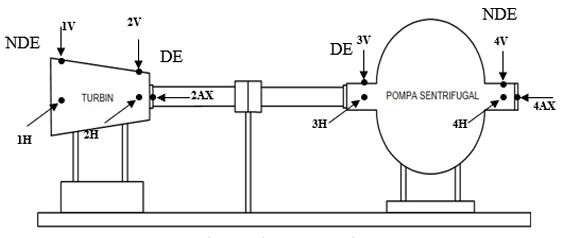 NDE
1V
2V
DE
TURBIN
1H
2H
2AX
DE
3V
3H
POMPA SENTRIFUGAL
NDE
4V
4H
4AX